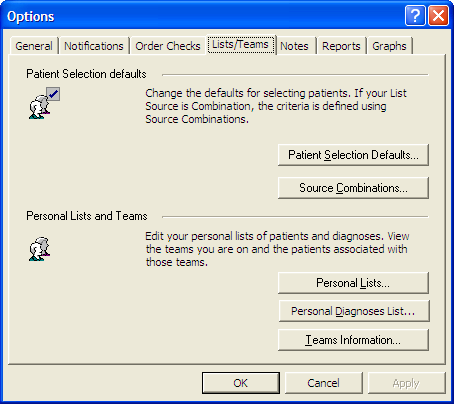 Options
General Notifications Order Checks Lists/Teams Notes Reports Graphs
Patient Selection defaults
Change the defaults for selecting patients. If your List
Source is Combination, the criteria is defined using
Source Combinations.
Patient Selection Defaults...
Source Combinations...
Personal Lists and Teams
Edit your personal lists of patients and diagnoses. View
the teams you are on and the patients associated with
those teams.
Personal Lists...
Personal Diagnoses List...
Teams Information...
OK Cancel Apply